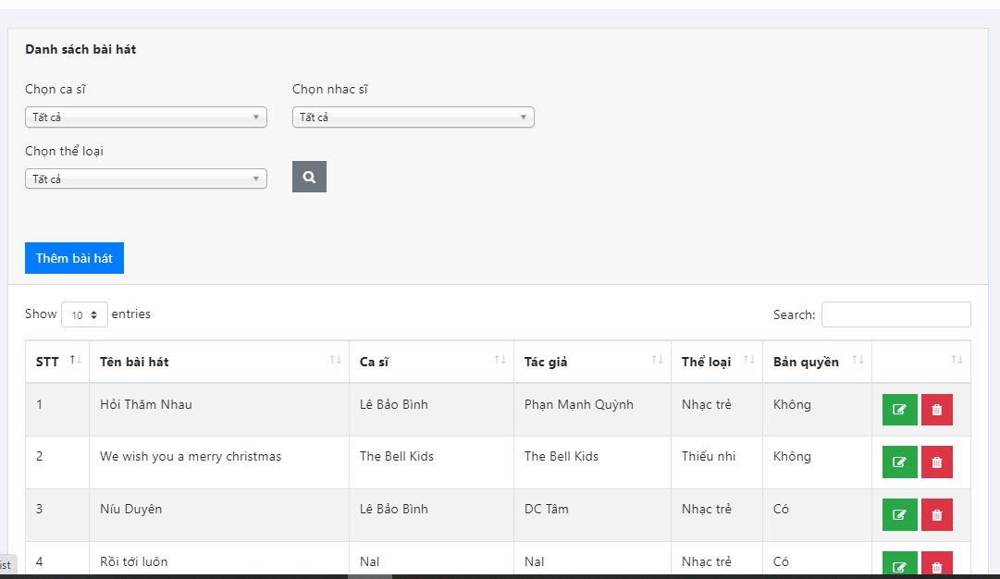 Danh sách bài hát
Chọn ca sĩ Chọn nhac sĩ
Tất cả Tất cả
Chọn thể loại
Tất cả
Thêm bài hát
Show 10 entries Search:
STT Tên bài hát Ca sĩ Tác giả Thể loại Bản quyền
1 Hỏi Thăm Nhau Lê Bảo Bình Phạn Mạnh Quỳnh Nhạc trẻ Không
2 We wish you a merry christmas The Bell Kids The Bell Kids Thiếu nhi Không
3 Níu Duyên Lê Bảo Bình DC Tâm Nhạc trẻ Có
ist 4 Rồi tới luôn Nal Nal Nhạc trẻ Có